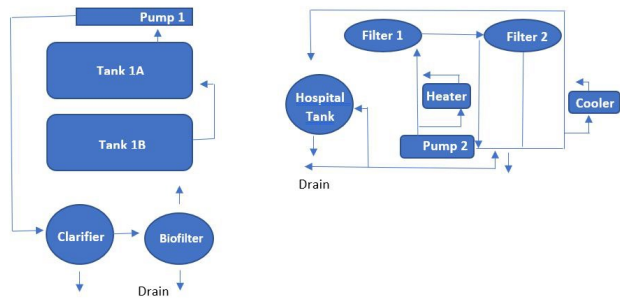 Pump 1
Tank 1A
Tank 1B
Clarifier
Biofilter
Drain
Filter 1
Filter 2
Hospital
Tank
Heater
Cooler
Pump 2
Drain